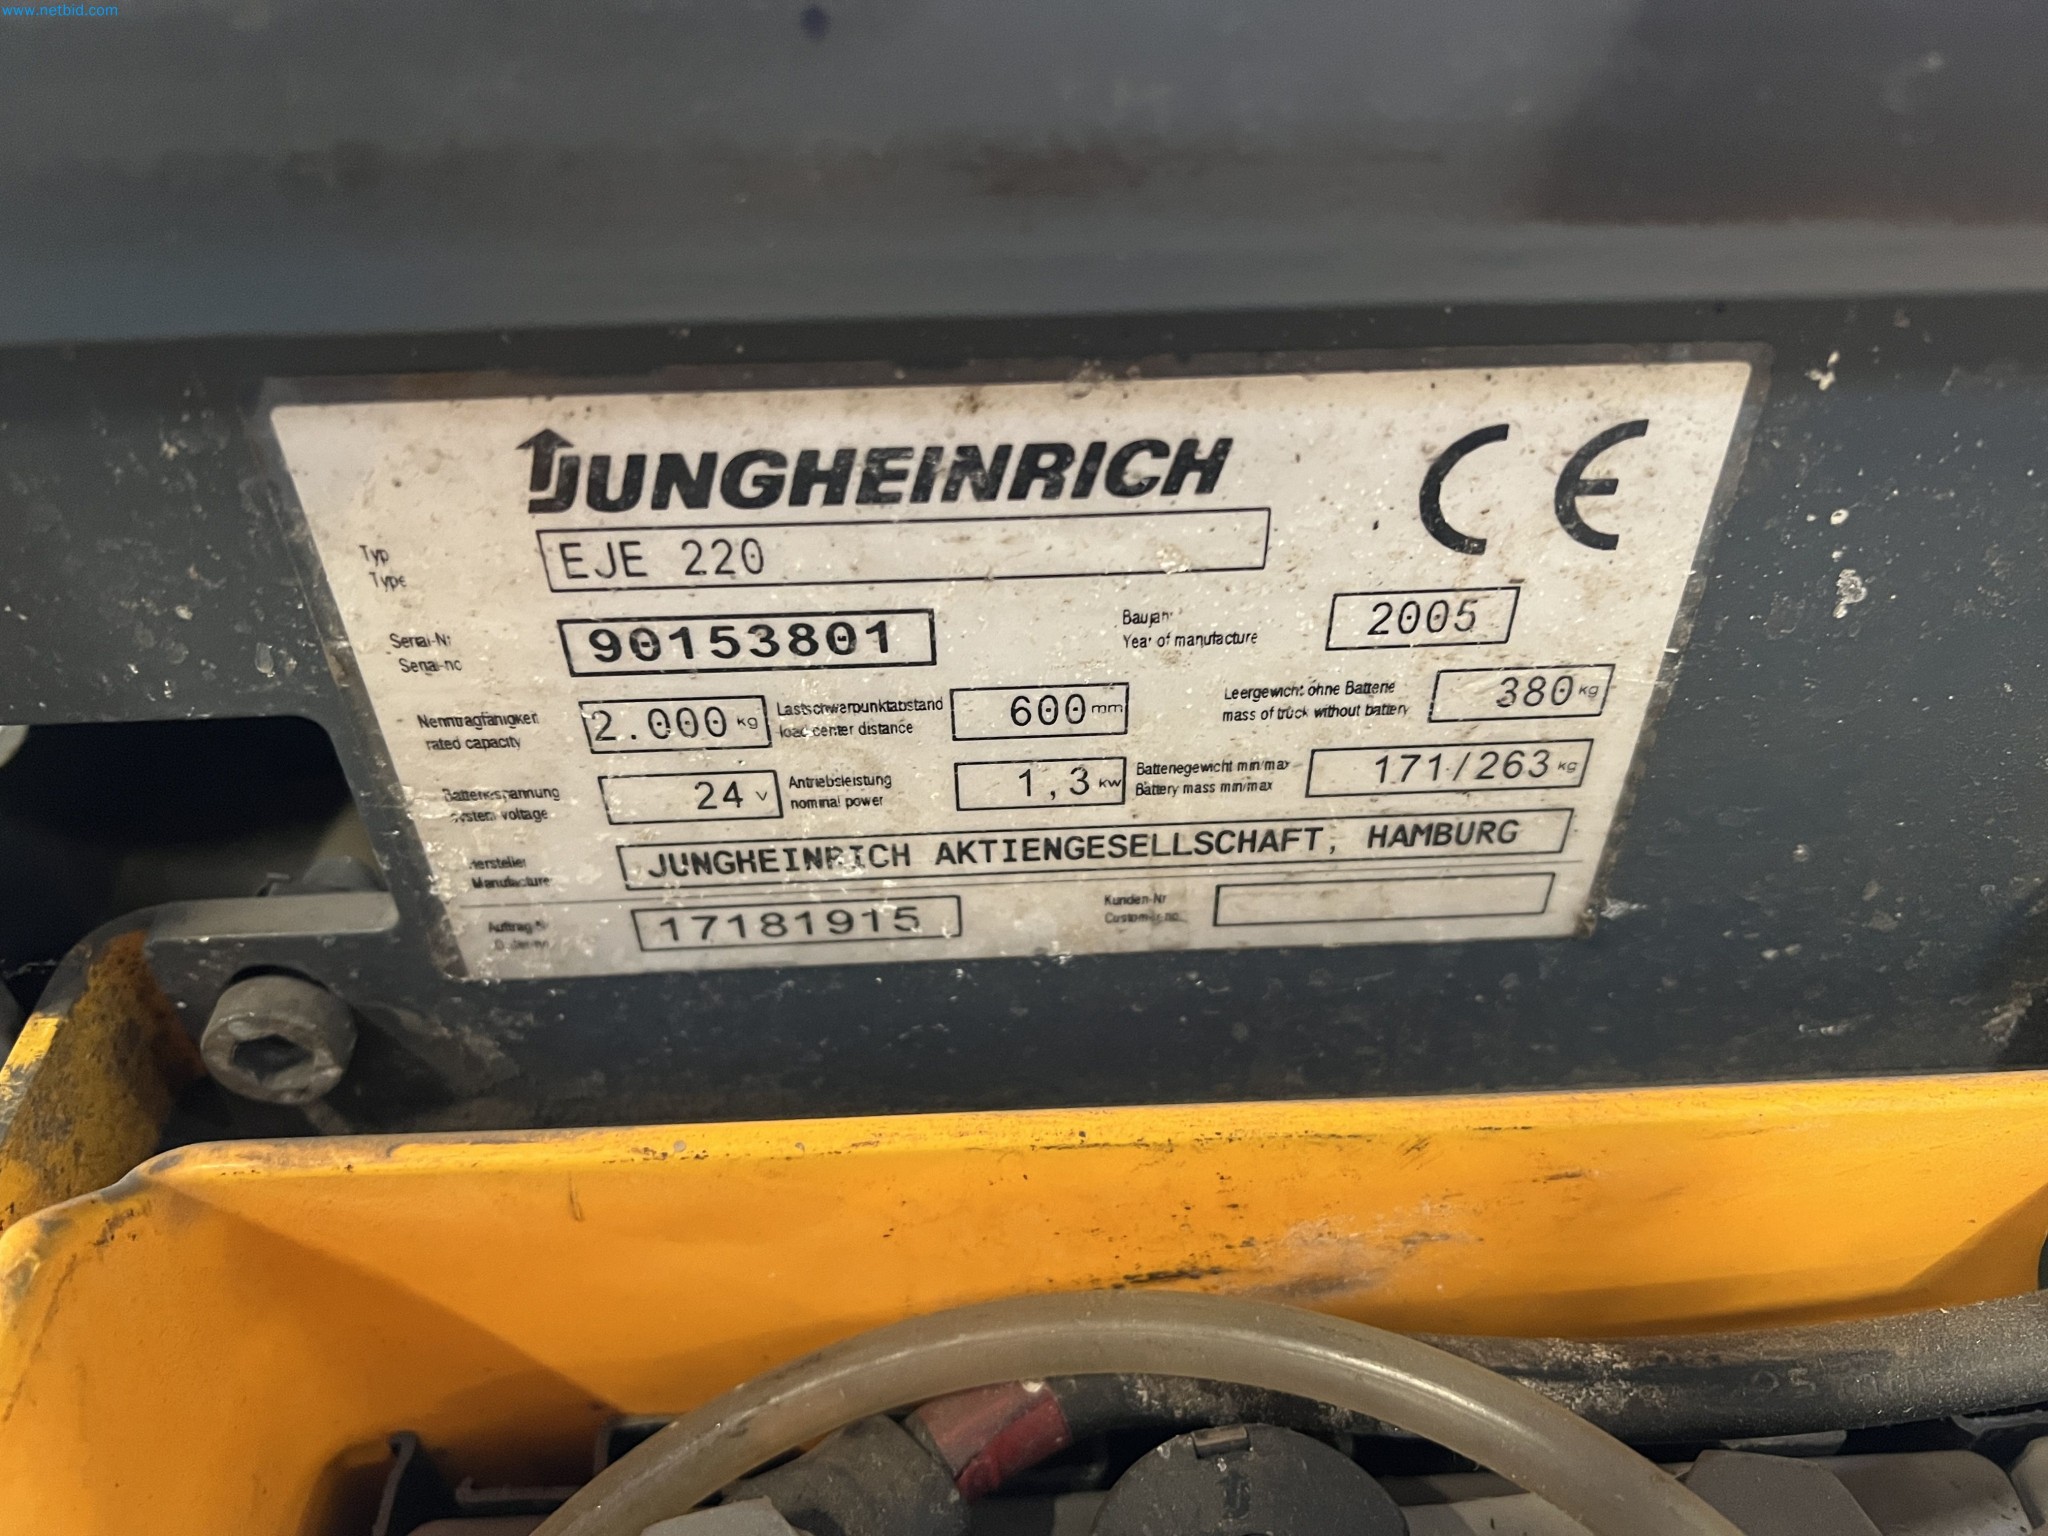 www.netbid.com
JUNGHEINRICH CE
Typ
Type
EJE 220
Serial-Nr
Serial-no
90153801
Baujahr
Year of manufacture
2005
Nenntragfähigkeit
rated capacity
2.000 kg
Lastschwerpunktabstand
load center distance
600 mm
Leergewicht ohne Batterie
mass of truck without battery
380 kg
Batteriespannung
system voltage
24 V
Antriebsleistung
nominal power
1,3 kW
Batteriegewicht min/max
Battery mass min/max
171/263 kg
Hersteller
Manufacturer
JUNGHEINRICH AKTIENGESELLSCHAFT, HAMBURG
Auftrag-Nr
Order-no
17181915
Kunden-Nr
Customer-no.